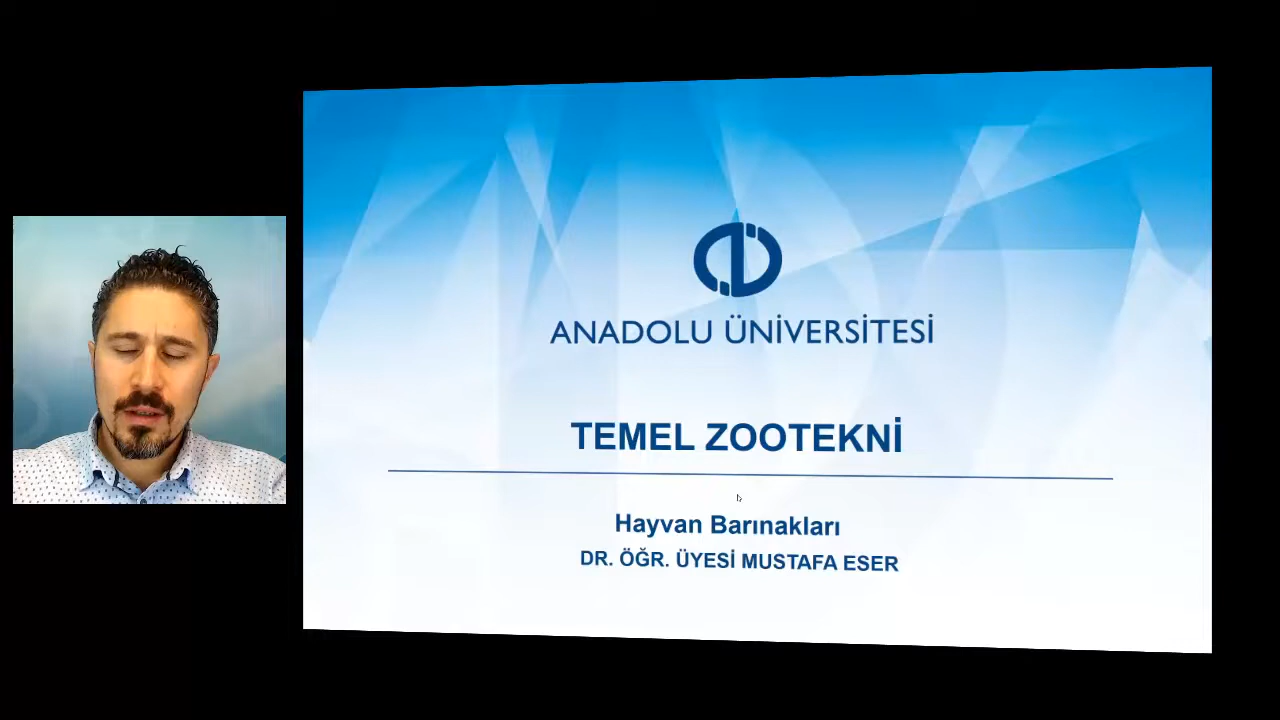 ANADOLU ÜNİVERSİTESİ
TEMEL ZOOTEKNİ
Hayvan Barınakları
DR. ÖĞR. ÜYESİ MUSTAFA ESER